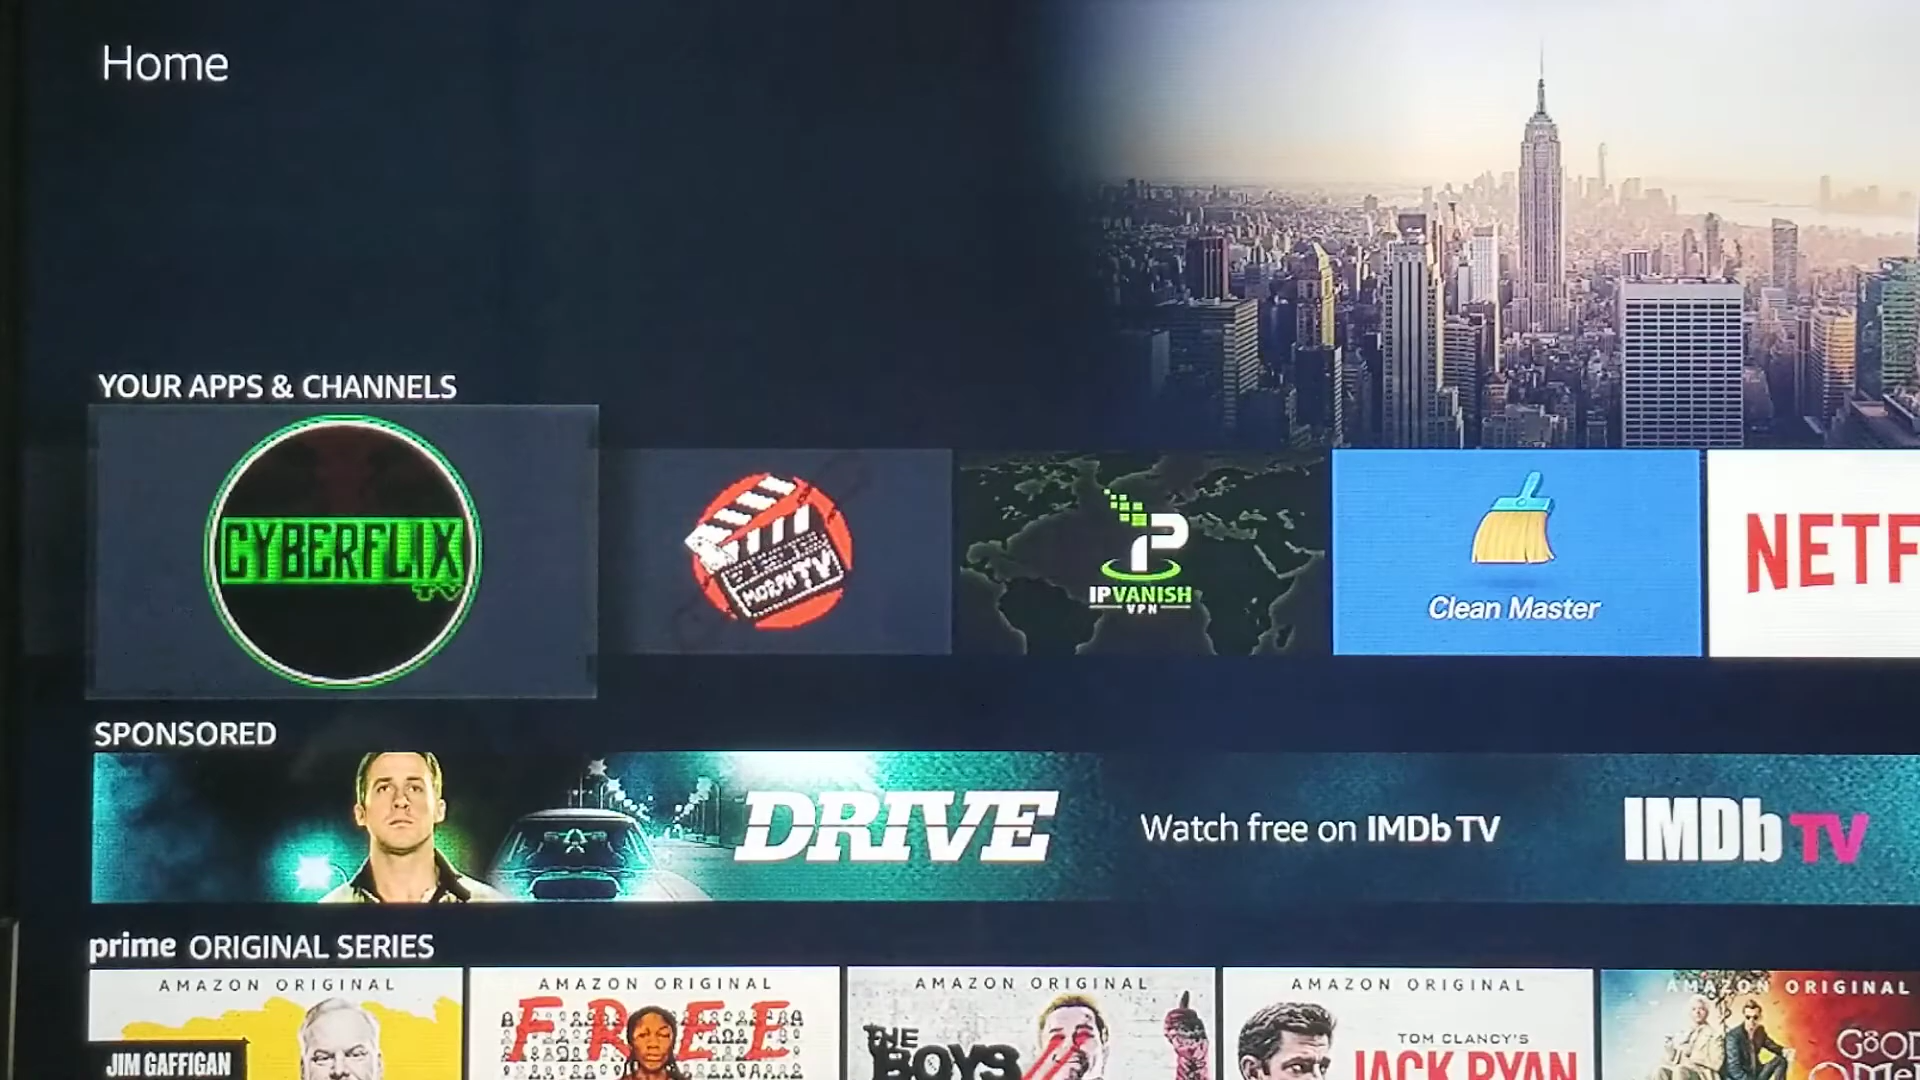 Home
YOUR APPS & CHANNELS
CYBERFLIX
TV
MORPH TV
IPVANISH
VPN
Clean Master
NETF
SPONSORED
DRIVE
Watch free on IMDb TV
IMDb TV
prime ORIGINAL SERIES
AMAZON ORIGINAL
JIM GAFFIGAN
AMAZON ORIGINAL
FREE
AMAZON ORIGINAL
THE
BOYS
AMAZON ORIGINAL
TOM CLANCY'S
JACK RYAN
AMAZON ORIGINAL
GOOD
OMe